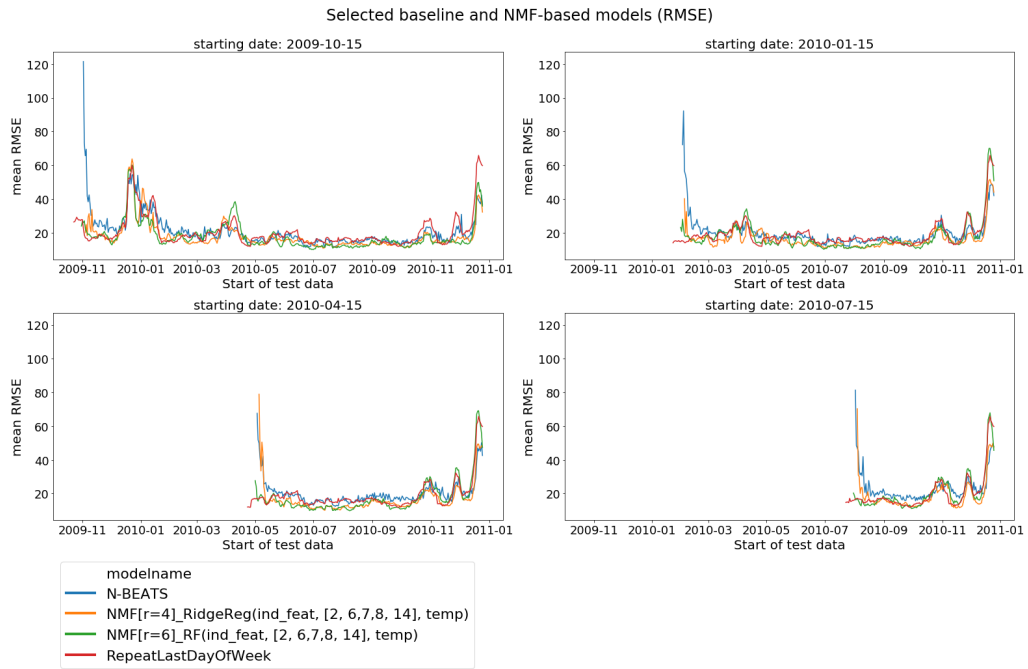 Selected baseline and NMF-based models (RMSE)
starting date: 2009-10-15
mean RMSE
120
100
80
60
40
20
2009-11 2010-01 2010-03 2010-05 2010-07 2010-09 2010-11 2011-01
Start of test data
starting date: 2010-01-15
mean RMSE
120
100
80
60
40
20
2009-11 2010-01 2010-03 2010-05 2010-07 2010-09 2010-11 2011-01
Start of test data
starting date: 2010-04-15
mean RMSE
120
100
80
60
40
20
2009-11 2010-01 2010-03 2010-05 2010-07 2010-09 2010-11 2011-01
Start of test data
starting date: 2010-07-15
mean RMSE
120
100
80
60
40
20
2009-11 2010-01 2010-03 2010-05 2010-07 2010-09 2010-11 2011-01
Start of test data
modelname
N-BEATS
NMF[r=4]_RidgeReg(ind_feat, [2, 6,7,8, 14], temp)
NMF[r=6]_RF(ind_feat, [2, 6,7,8, 14], temp)
RepeatLastDayOfWeek